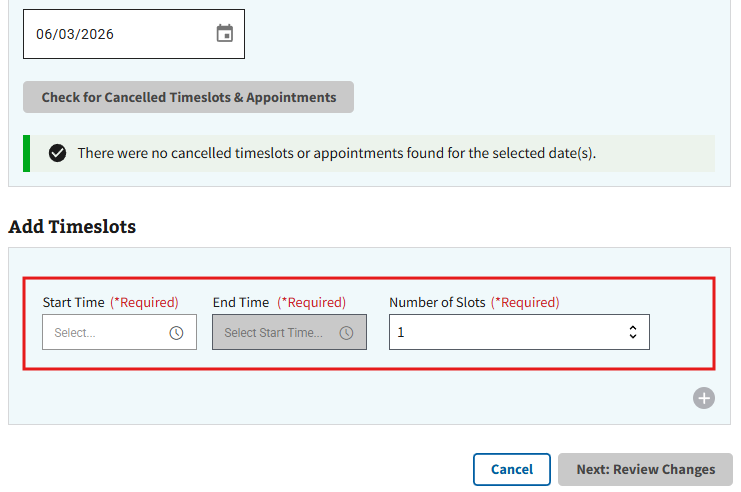 06/03/2026
Check for Cancelled Timeslots & Appointments
There were no cancelled timeslots or appointments found for the selected date(s).
Add Timeslots
Start Time (*Required) End Time (*Required) Number of Slots (*Required)
Select... Select Start Time... 1
Cancel Next: Review Changes